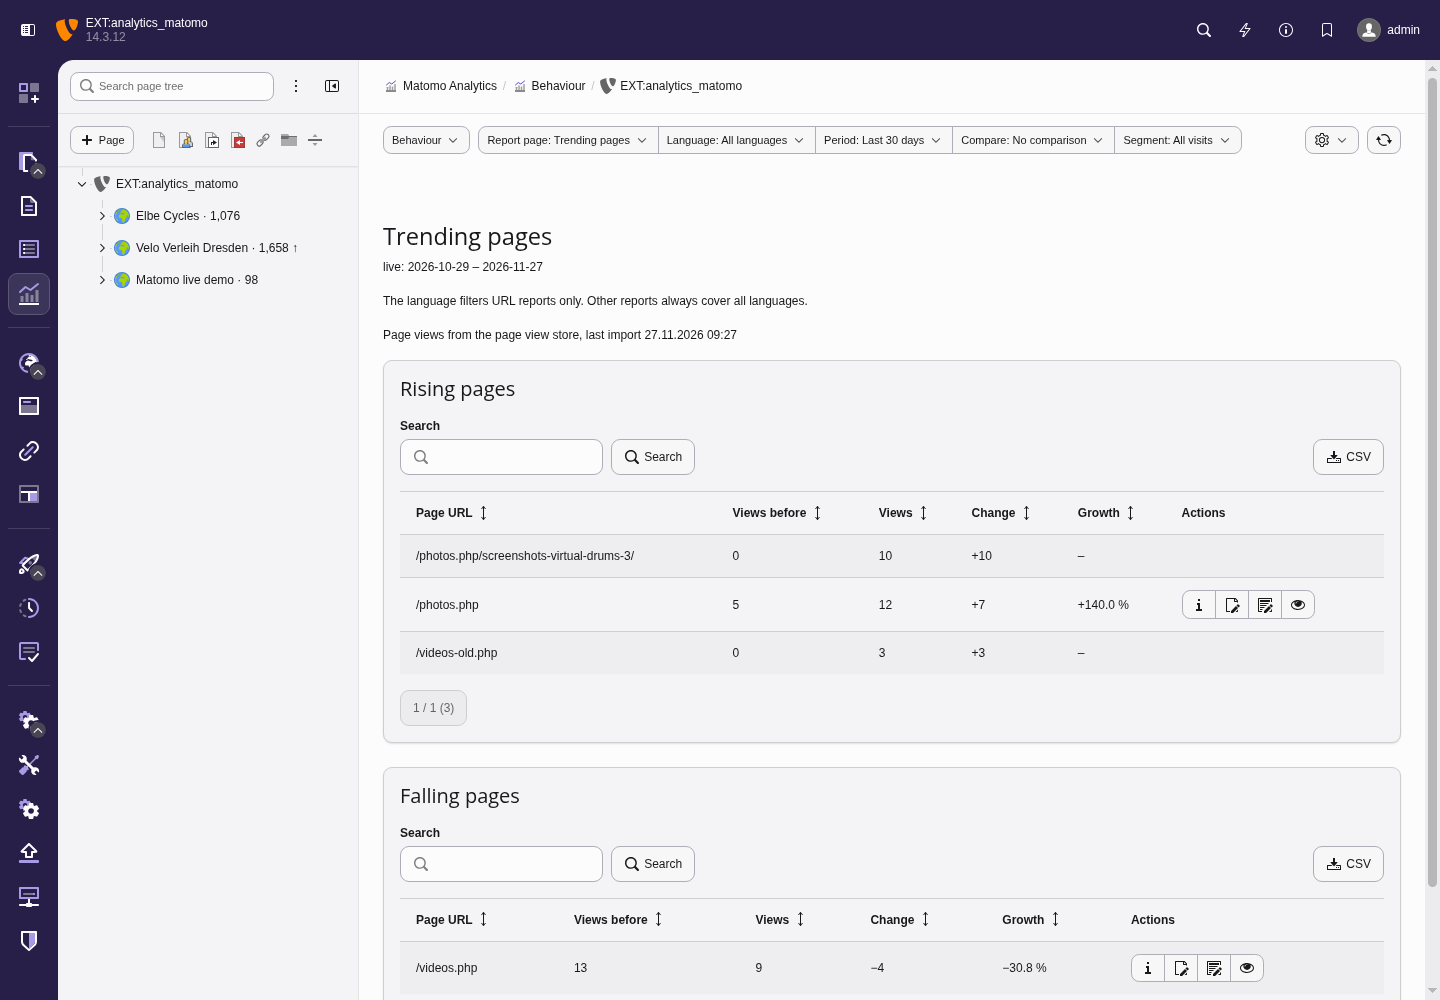 EXT:analytics_matomo
14.3.12
admin
Search page tree
Page
EXT:analytics_matomo
Elbe Cycles · 1,076
Velo Verleih Dresden · 1,658 ↑
Matomo live demo · 98
Matomo Analytics / Behaviour / EXT:analytics_matomo
Behaviour
Report page: Trending pages
Language: All languages
Period: Last 30 days
Compare: No comparison
Segment: All visits
Trending pages
live: 2026-10-29 – 2026-11-27
The language filters URL reports only. Other reports always cover all languages.
Page views from the page view store, last import 27.11.2026 09:27
Rising pages
Search
Search
CSV
Page URL Views before Views Change Growth Actions
/photos.php/screenshots-virtual-drums-3/ 0 10 +10 –
/photos.php 5 12 +7 +140.0 %
/videos-old.php 0 3 +3 –
1 / 1 (3)
Falling pages
Search
Search
CSV
Page URL Views before Views Change Growth Actions
/videos.php 13 9 −4 −30.8 %